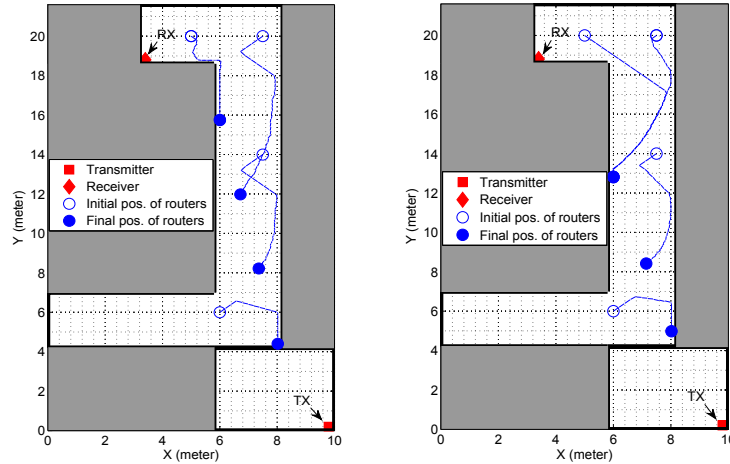 20
18
16
14
12
10
8
6
4
2
0
Y (meter)
RX
Transmitter
Receiver
Initial pos. of routers
Final pos. of routers
TX
0 2 4 6 8 10
X (meter)
20
18
16
14
12
10
8
6
4
2
0
Y (meter)
RX
Transmitter
Receiver
Initial pos. of routers
Final pos. of routers
TX
0 2 4 6 8 10
X (meter)